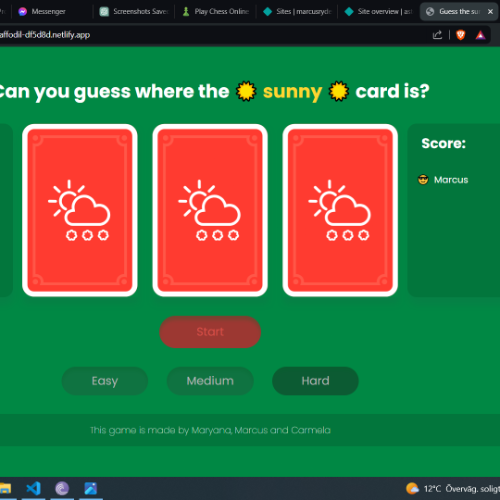 Messenger
Screenshots Save
Play Chess Online
Sites | marcusryd
Site overview | as
Guess the su
affodil-df5d8d.netlify.app
Can you guess where the sunny card is?
Score:
Marcus
Start
Easy
Medium
Hard
This game is made by Maryana, Marcus and Carmela
12°C Överväg. soligt